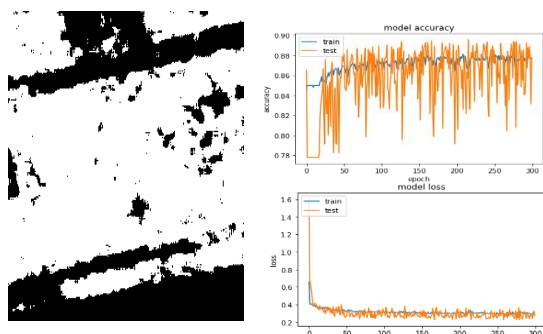 model accuracy
0.90
0.88
0.86
0.84
0.82
0.80
0.78
accuracy
train
test
0 50 100 150 200 250 300
epoch
model loss
1.6
1.4
1.2
1.0
0.8
0.6
0.4
0.2
loss
train
test
0 50 100 150 200 250 300